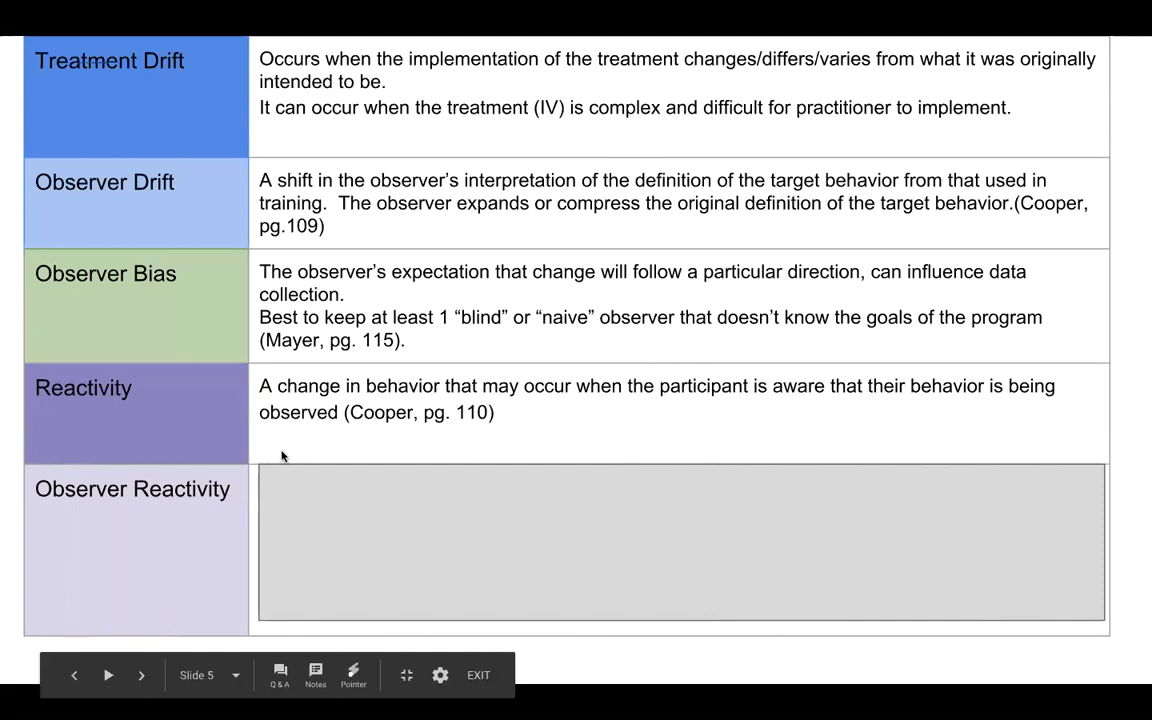 Treatment Drift
Occurs when the implementation of the treatment changes/differs/varies from what it was originally
intended to be.
It can occur when the treatment (IV) is complex and difficult for practitioner to implement.
Observer Drift
A shift in the observer's interpretation of the definition of the target behavior from that used in
training.  The observer expands or compress the original definition of the target behavior.(Cooper,
pg.109)
Observer Bias
The observer's expectation that change will follow a particular direction, can influence data
collection.
Best to keep at least 1 “blind” or “naive” observer that doesn't know the goals of the program
(Mayer, pg. 115).
Reactivity
A change in behavior that may occur when the participant is aware that their behavior is being
observed (Cooper, pg. 110)
Observer Reactivity
Slide 5
Q & A
Notes
Pointer
EXIT